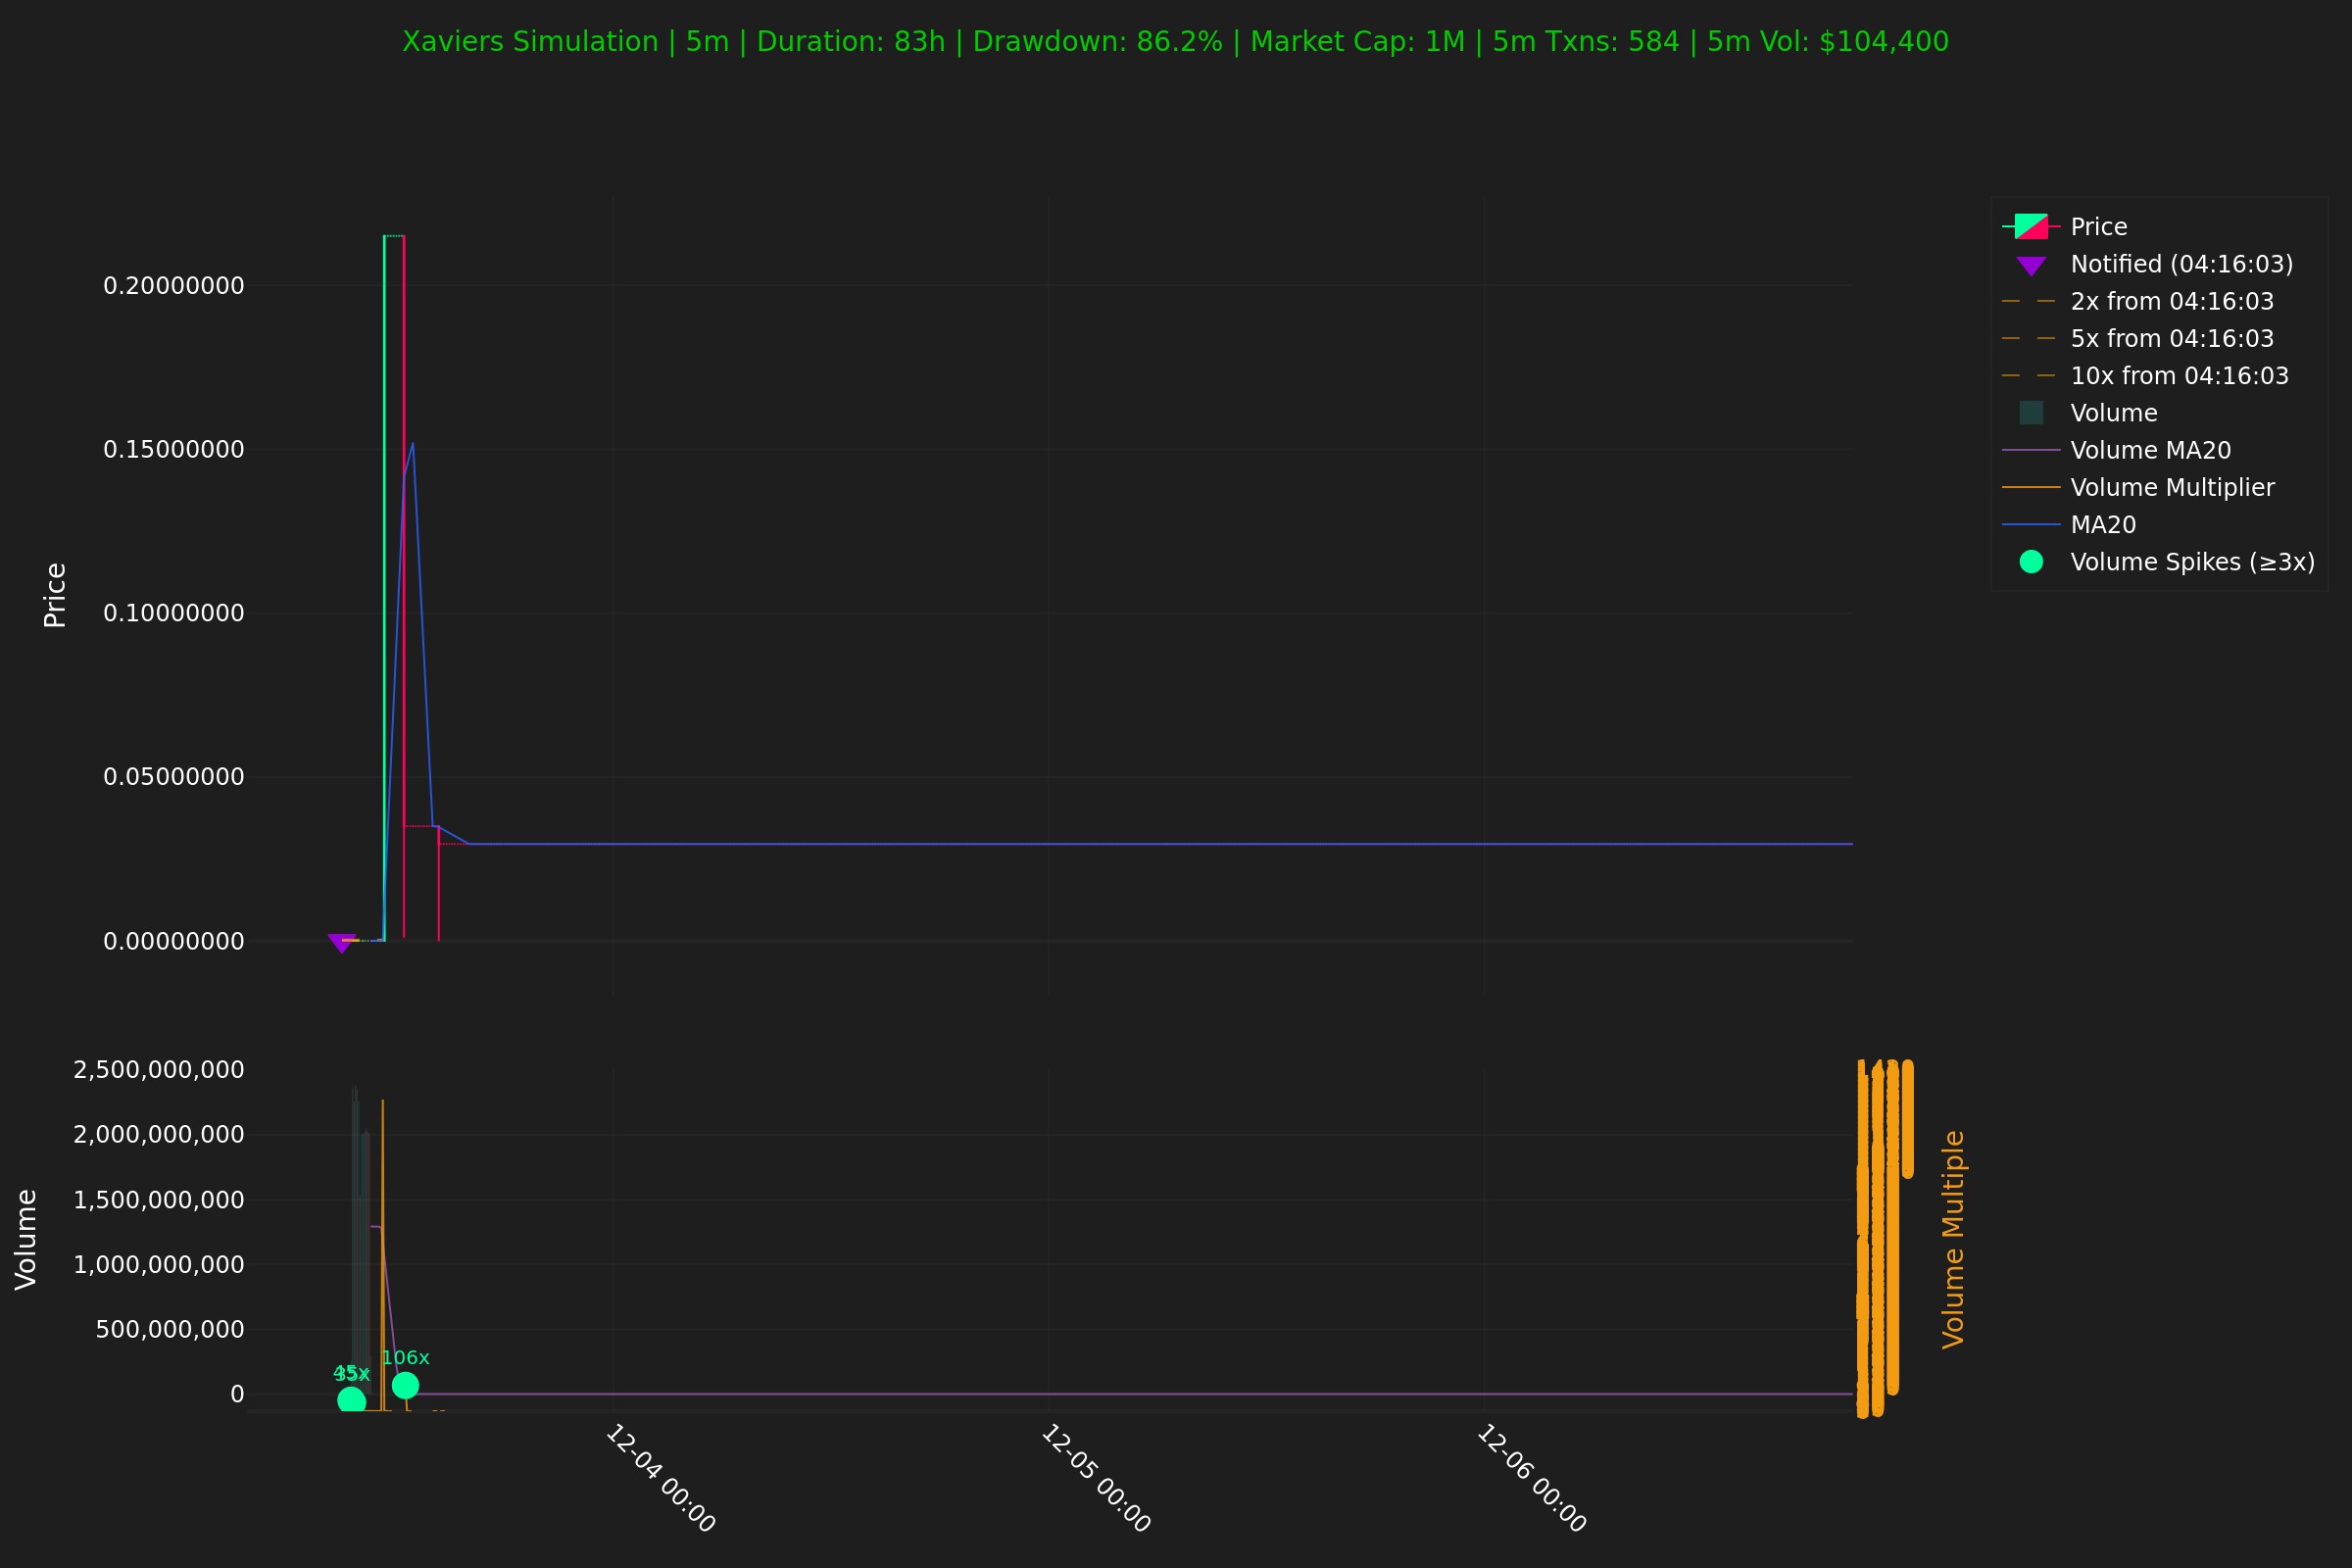 Xaviers Simulation | 5m | Duration: 83h | Drawdown: 86.2% | Market Cap: 1M | 5m Txns: 584 | 5m Vol: $104,400
Price
0.20000000
0.15000000
0.10000000
0.05000000
0.00000000
Price
Notified (04:16:03)
2x from 04:16:03
5x from 04:16:03
10x from 04:16:03
Volume
Volume MA20
Volume Multiplier
MA20
Volume Spikes (≥3x)
Volume
2,500,000,000
2,000,000,000
1,500,000,000
1,000,000,000
500,000,000
0
106x
Volume Multiple
12-04 00:00
12-05 00:00
12-06 00:00